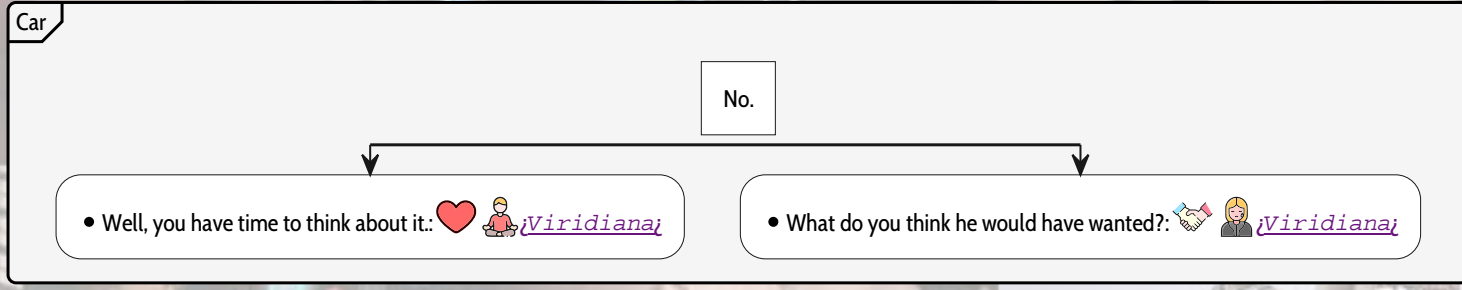 Car
No.
• Well, you have time to think about it.: ¡Viridiana¿
• What do you think he would have wanted?: ¡Viridiana¿